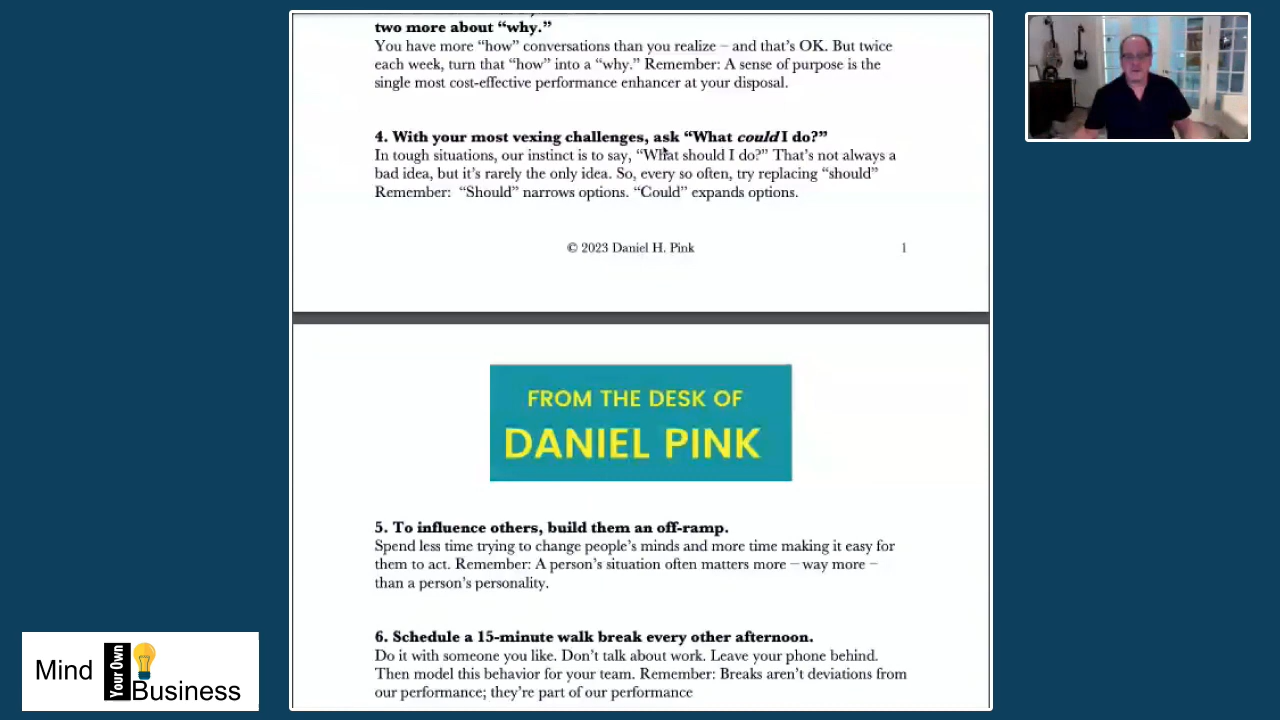 two more about “why.”
You have more “how” conversations than you realize – and that’s OK. But twice
each week, turn that “how” into a “why.” Remember: A sense of purpose is the
single most cost-effective performance enhancer at your disposal.
4. With your most vexing challenges, ask “What could I do?”
In tough situations, our instinct is to say, “What should I do?” That’s not always a
bad idea, but it’s rarely the only idea. So, every so often, try replacing “should”
Remember:  “Should” narrows options. “Could” expands options.
© 2023 Daniel H. Pink 1
FROM THE DESK OF
DANIEL PINK
5. To influence others, build them an off-ramp.
Spend less time trying to change people’s minds and more time making it easy for
them to act. Remember: A person’s situation often matters more – way more –
than a person’s personality.
6. Schedule a 15-minute walk break every other afternoon.
Do it with someone you like. Don’t talk about work. Leave your phone behind.
Then model this behavior for your team. Remember: Breaks aren’t deviations from
our performance; they’re part of our performance
Mind Your Own Business